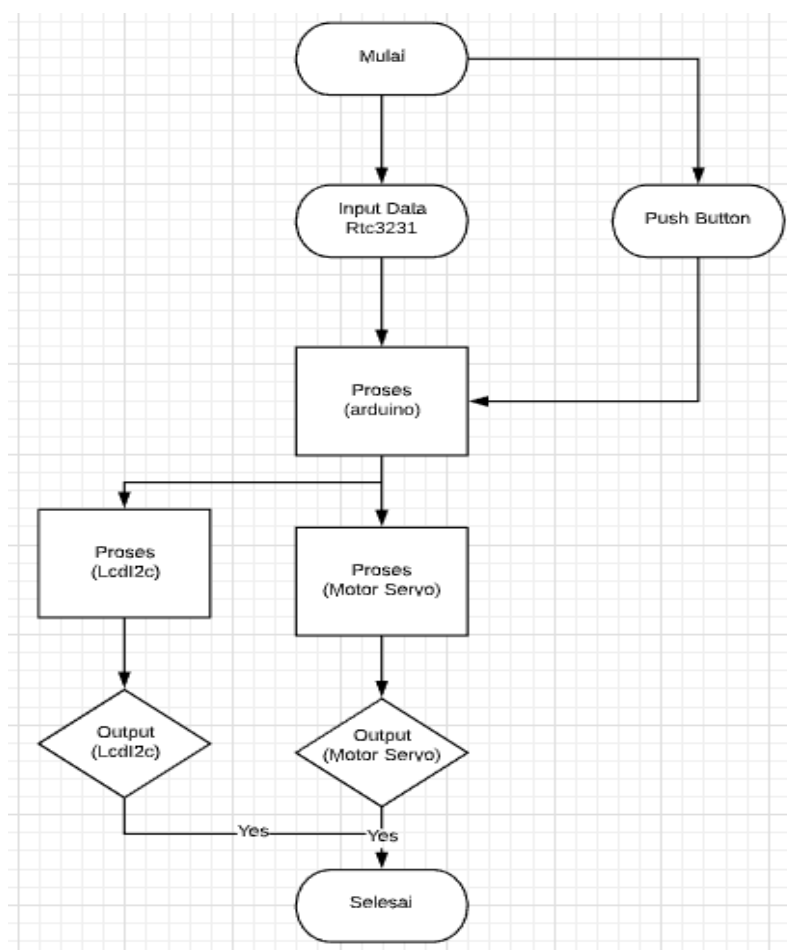 Mulai
Input Data
Rtc3231
Push Button
Proses
(arduino)
Proses
(LcdI2c)
Proses
(Motor Servo)
Output
(LcdI2c)
Output
(Motor Servo)
Yes
Yes
Selesai